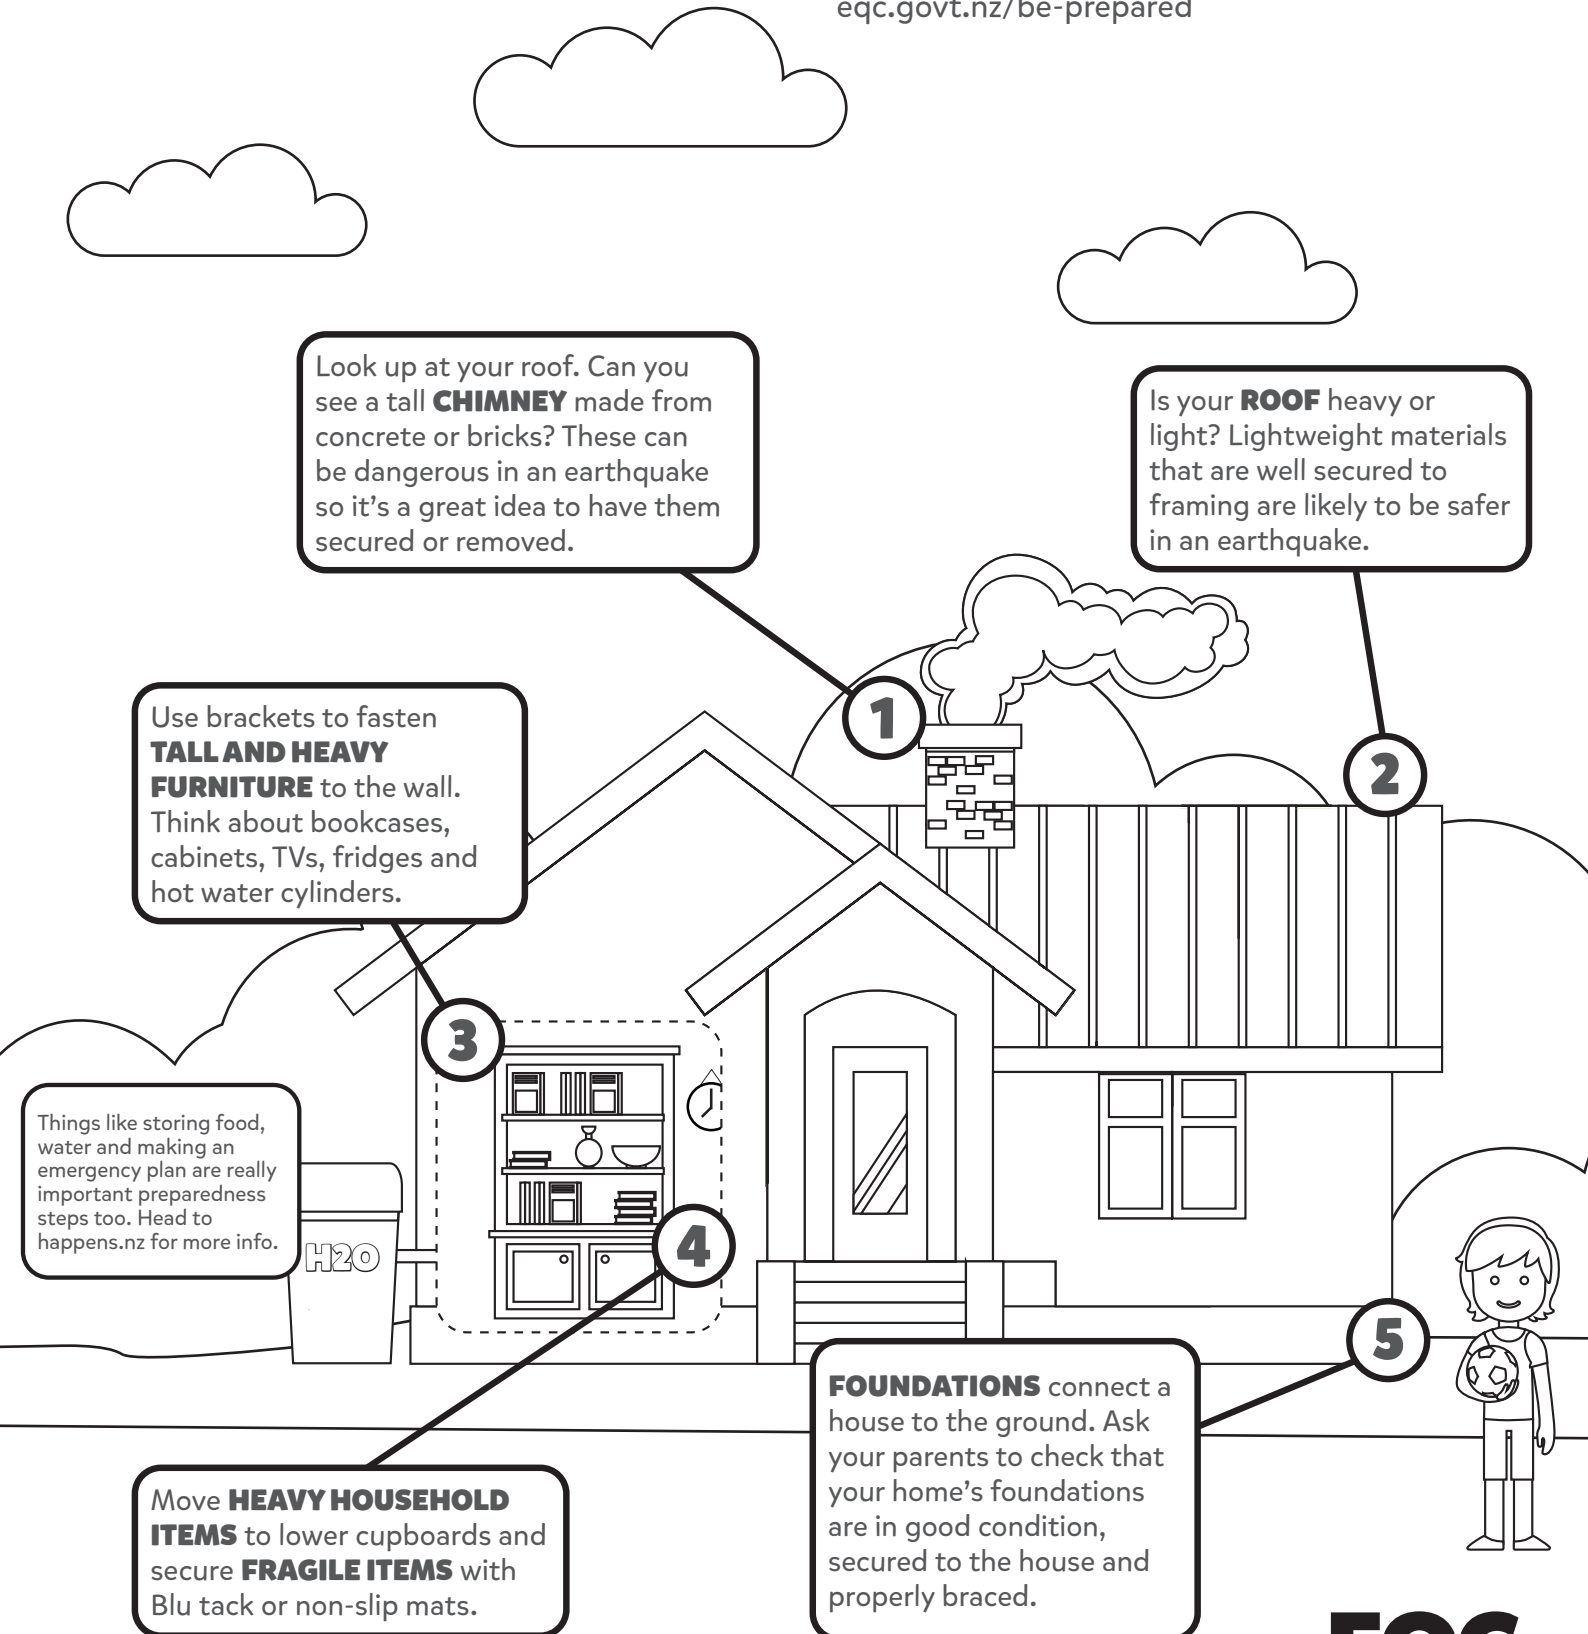 eqc.govt.nz/be-prepared
Look up at your roof. Can you
see a tall CHIMNEY made from
concrete or bricks? These can
be dangerous in an earthquake
so it's a great idea to have them
secured or removed.
Is your ROOF heavy or
light? Lightweight materials
that are well secured to
framing are likely to be safer
in an earthquake.
1
2
Use brackets to fasten
TALL AND HEAVY
FURNITURE to the wall.
Think about bookcases,
cabinets, TVs, fridges and
hot water cylinders.
3
Things like storing food,
water and making an
emergency plan are really
important preparedness
steps too. Head to
happens.nz for more info.
H2O
4
5
Move HEAVY HOUSEHOLD
ITEMS to lower cupboards and
secure FRAGILE ITEMS with
Blu tack or non-slip mats.
FOUNDATIONS connect a
house to the ground. Ask
your parents to check that
your home's foundations
are in good condition,
secured to the house and
properly braced.
EQC